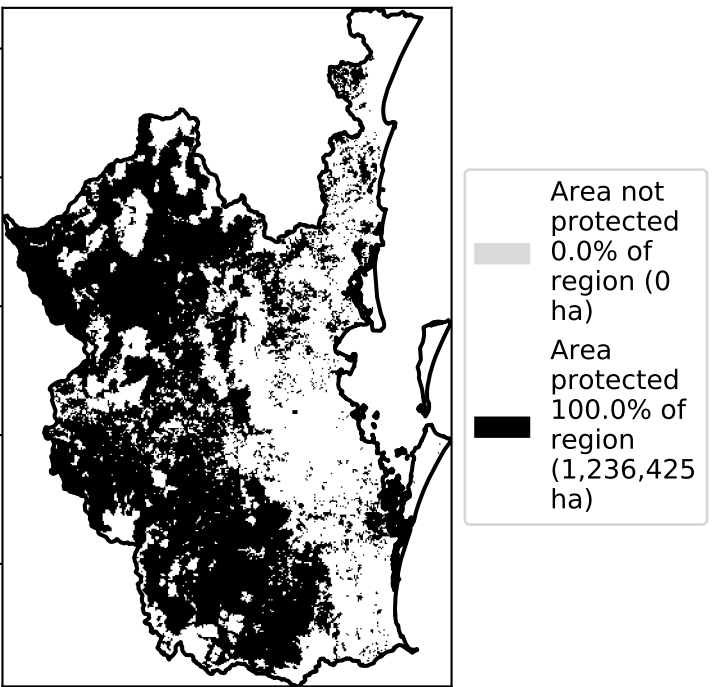 Area not
protected
0.0% of
region (0
ha)
Area
protected
100.0% of
region
(1,236,425
ha)